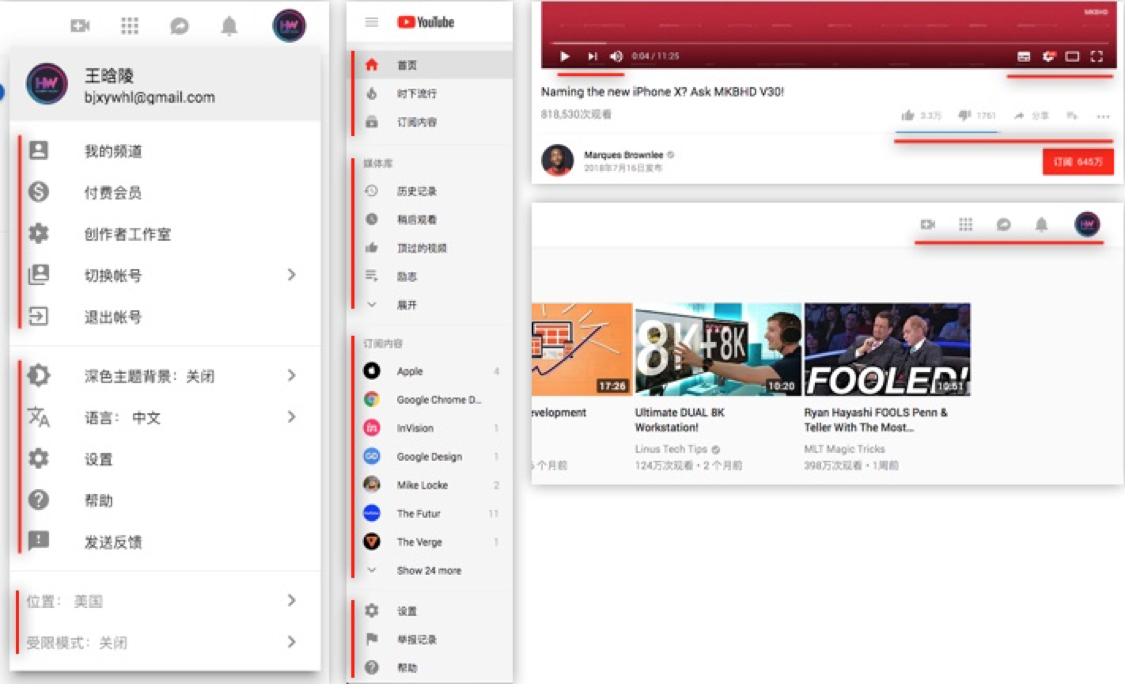 HW
王晗陵
bjxywhl@gmail.com
我的频道
付费会员
创作者工作室
切换帐号
退出帐号
深色主题背景：关闭
语言： 中文
设置
帮助
发送反馈
位置： 美国
受限模式：关闭
YouTube
首页
时下流行
订阅内容
媒体库
历史记录
稍后观看
顶过的视频
励志
展开
订阅内容
Apple 4
Google Chrome D...
in InVision 1
GD Google Design 1
Mike Locke 2
The Futur 11
The Verge 1
Show 24 more
设置
举报记录
帮助
MKBHD
0:04 / 11:25
Naming the new iPhone X? Ask MKBHD V30!
818,530次观看
3.3万 1761 分享
Marques Brownlee
2018年7月16日发布
订阅 645万
HW
17:26
8K+8K
10:20
FOOLED!
10:51
evelopment
6 个月前
Ultimate DUAL 8K
Workstation!
Linus Tech Tips
124万次观看 • 2 个月前
Ryan Hayashi FOOLS Penn &
Teller With The Most...
MLT Magic Tricks
398万次观看 • 1周前